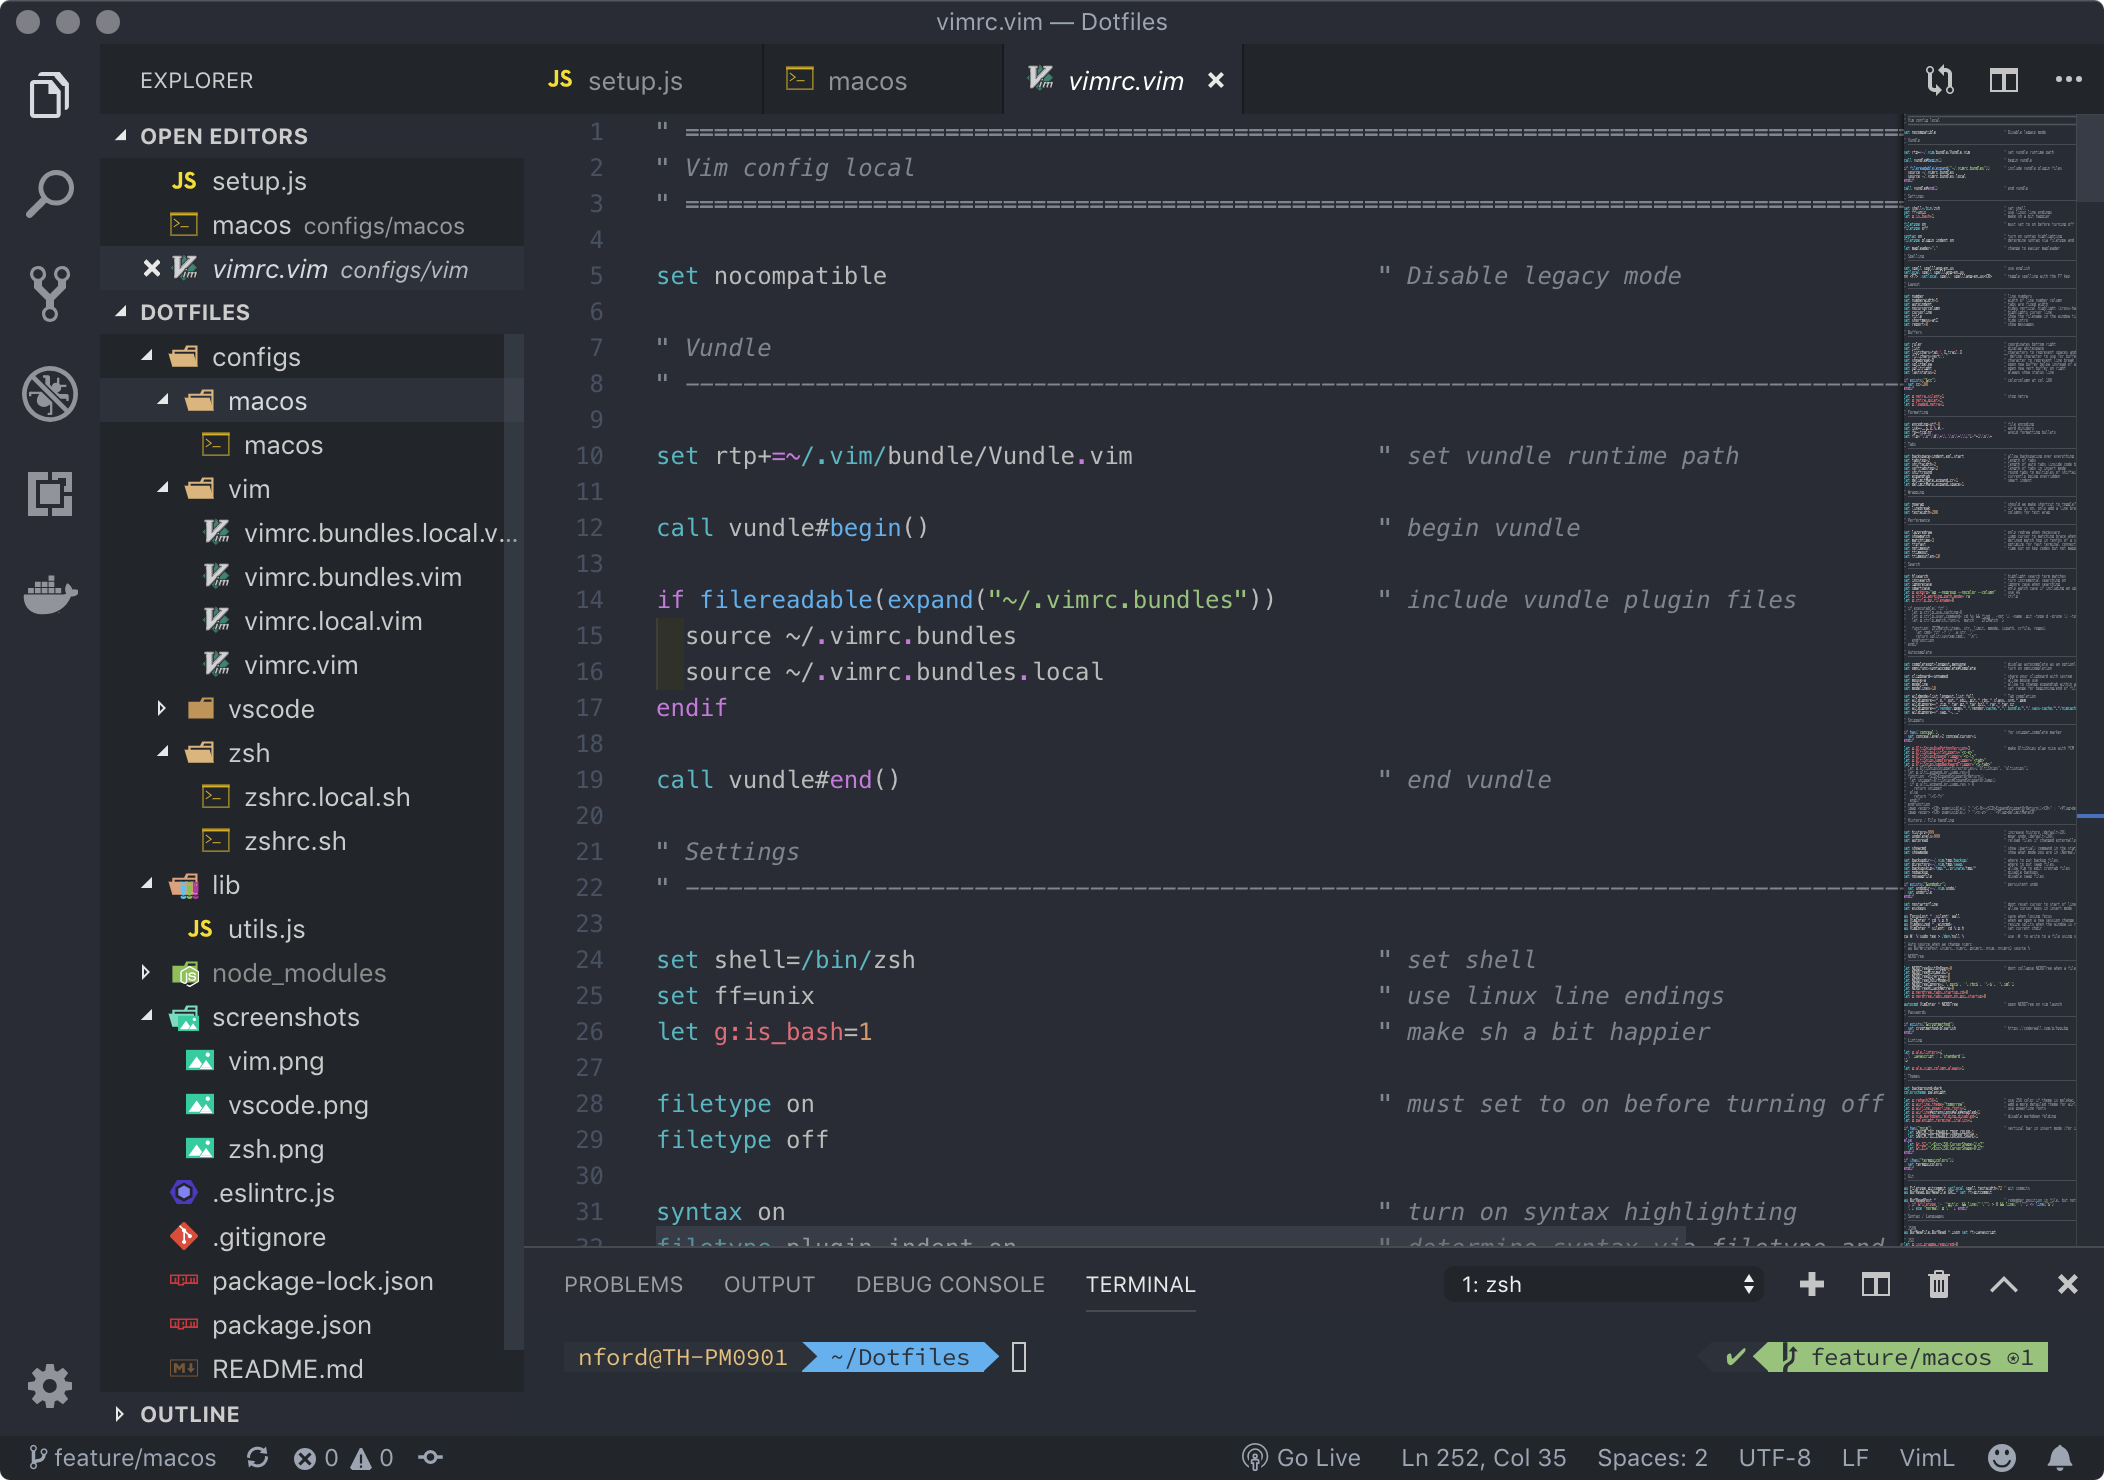 vimrc.vim — Dotfiles
EXPLORER
OPEN EDITORS
JS setup.js
macos configs/macos
vimrc.vim configs/vim
DOTFILES
configs
macos
macos
vim
vimrc.bundles.local.v...
vimrc.bundles.vim
vimrc.local.vim
vimrc.vim
vscode
zsh
zshrc.local.sh
zshrc.sh
lib
JS utils.js
node_modules
screenshots
vim.png
vscode.png
zsh.png
.eslintrc.js
.gitignore
package-lock.json
package.json
README.md
OUTLINE
JS setup.js
macos
vimrc.vim
1 " =====================================================================================
2 " Vim config local
3 " =====================================================================================
4
5 set nocompatible " Disable legacy mode
6
7 " Vundle
8 " -------------------------------------------------------------------------------------
9
10 set rtp+=~/.vim/bundle/Vundle.vim " set vundle runtime path
11
12 call vundle#begin() " begin vundle
13
14 if filereadable(expand("~/.vimrc.bundles")) " include vundle plugin files
15 source ~/.vimrc.bundles
16 source ~/.vimrc.bundles.local
17 endif
18
19 call vundle#end() " end vundle
20
21 " Settings
22 " -------------------------------------------------------------------------------------
23
24 set shell=/bin/zsh " set shell
25 set ff=unix " use linux line endings
26 let g:is_bash=1 " make sh a bit happier
27
28 filetype on " must set to on before turning off
29 filetype off
30
31 syntax on " turn on syntax highlighting
32 filetype plugin indent on " determine syntax via filetype and
PROBLEMS OUTPUT DEBUG CONSOLE TERMINAL
1: zsh
nford@TH-PM0901 ~/Dotfiles
✔ feature/macos ⊙1
feature/macos 0 0
Go Live Ln 252, Col 35 Spaces: 2 UTF-8 LF VimL